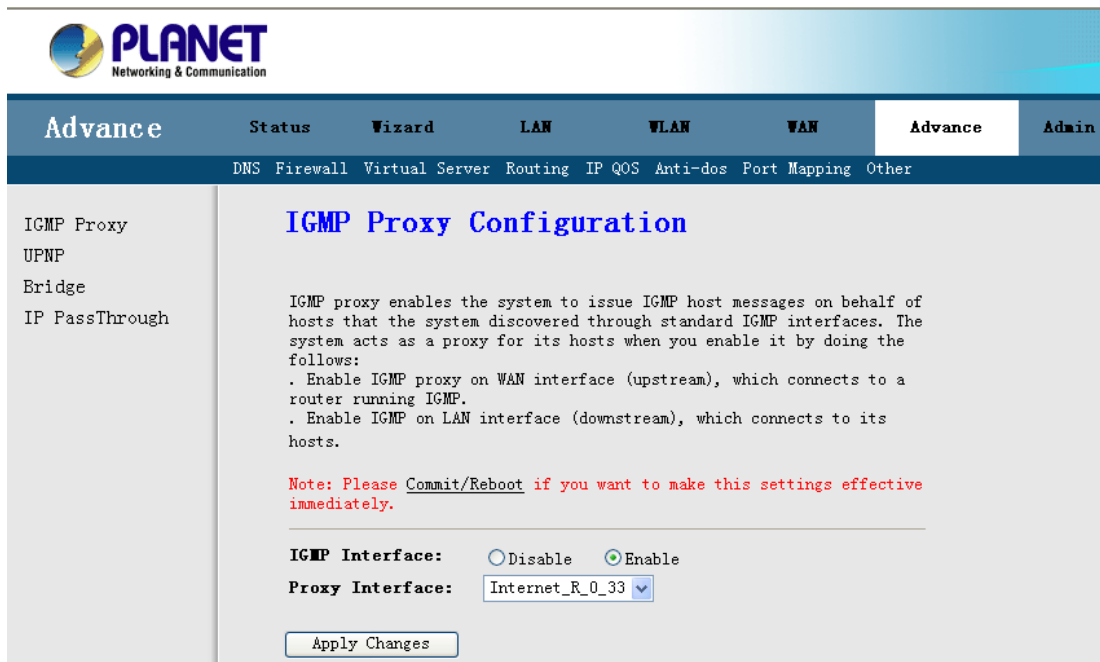 PLANET
Networking & Communication
Advance
Status Wizard LAN WLAN WAN Advance Admin
DNS Firewall Virtual Server Routing IP QOS Anti-dos Port Mapping Other
IGMP Proxy
UPNP
Bridge
IP PassThrough
IGMP Proxy Configuration
IGMP proxy enables the system to issue IGMP host messages on behalf of
hosts that the system discovered through standard IGMP interfaces. The
system acts as a proxy for its hosts when you enable it by doing the
follows:
. Enable IGMP proxy on WAN interface (upstream), which connects to a
router running IGMP.
. Enable IGMP on LAN interface (downstream), which connects to its
hosts.
Note: Please Commit/Reboot if you want to make this settings effective
immediately.
IGMP Interface: Disable Enable
Proxy Interface: Internet_R_0_33
Apply Changes